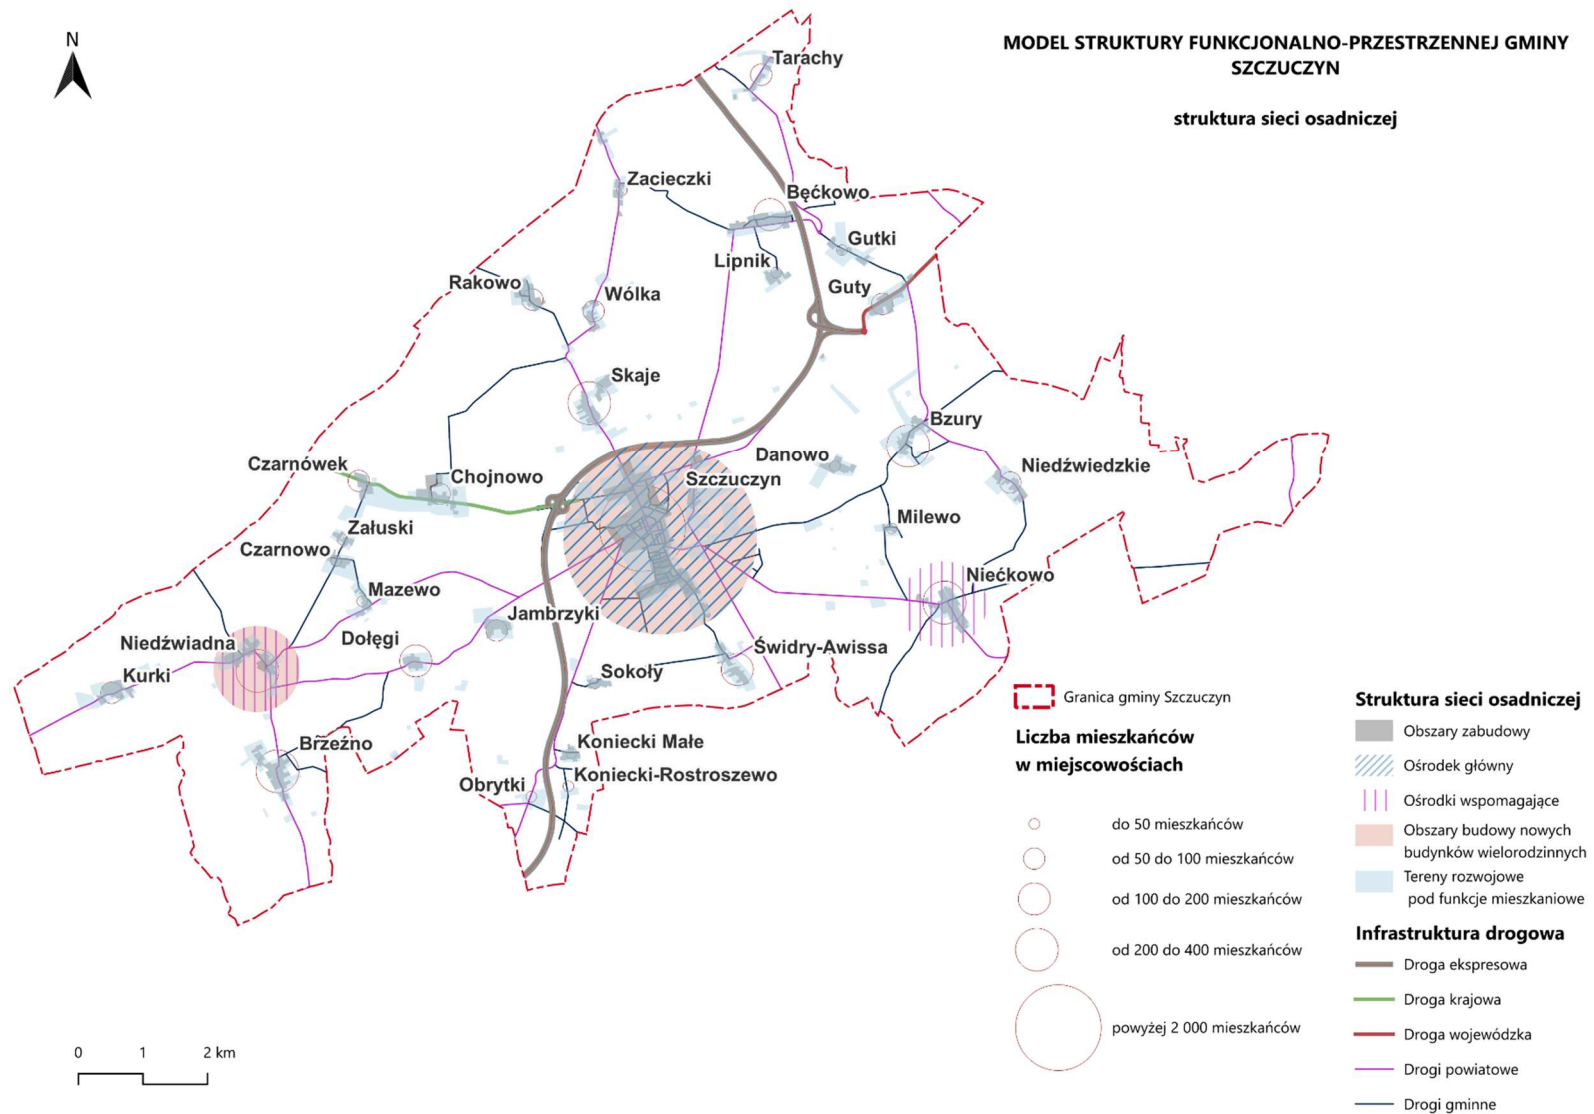 MODEL STRUKTURY FUNKCJONALNO-PRZESTRZENNEJ GMINY
SZCZUCZYN
struktura sieci osadniczej
N
Tarachy
Zacieczki
Bęćkowo
Gutki
Lipnik
Guty
Rakowo
Wólka
Skaje
Bzury
Czarnówek
Chojnowo
Danowo
Szczuczyn
Niedźwiedzkie
Załuski
Milewo
Czarnowo
Niećkowo
Mazewo
Jambrzyki
Niedźwiadna
Dołęgi
Świdry-Awissa
Kurki
Sokoły
Brzeźno
Koniecki Małe
Obrytki
Koniecki-Rostroszewo
Granica gminy Szczuczyn
Liczba mieszkańców
w miejscowościach
do 50 mieszkańców
od 50 do 100 mieszkańców
od 100 do 200 mieszkańców
od 200 do 400 mieszkańców
powyżej 2 000 mieszkańców
Struktura sieci osadniczej
Obszary zabudowy
Ośrodek główny
Ośrodki wspomagające
Obszary budowy nowych
budynków wielorodzinnych
Tereny rozwojowe
pod funkcje mieszkaniowe
Infrastruktura drogowa
Droga ekspresowa
Droga krajowa
Droga wojewódzka
Drogi powiatowe
Drogi gminne
0 1 2 km